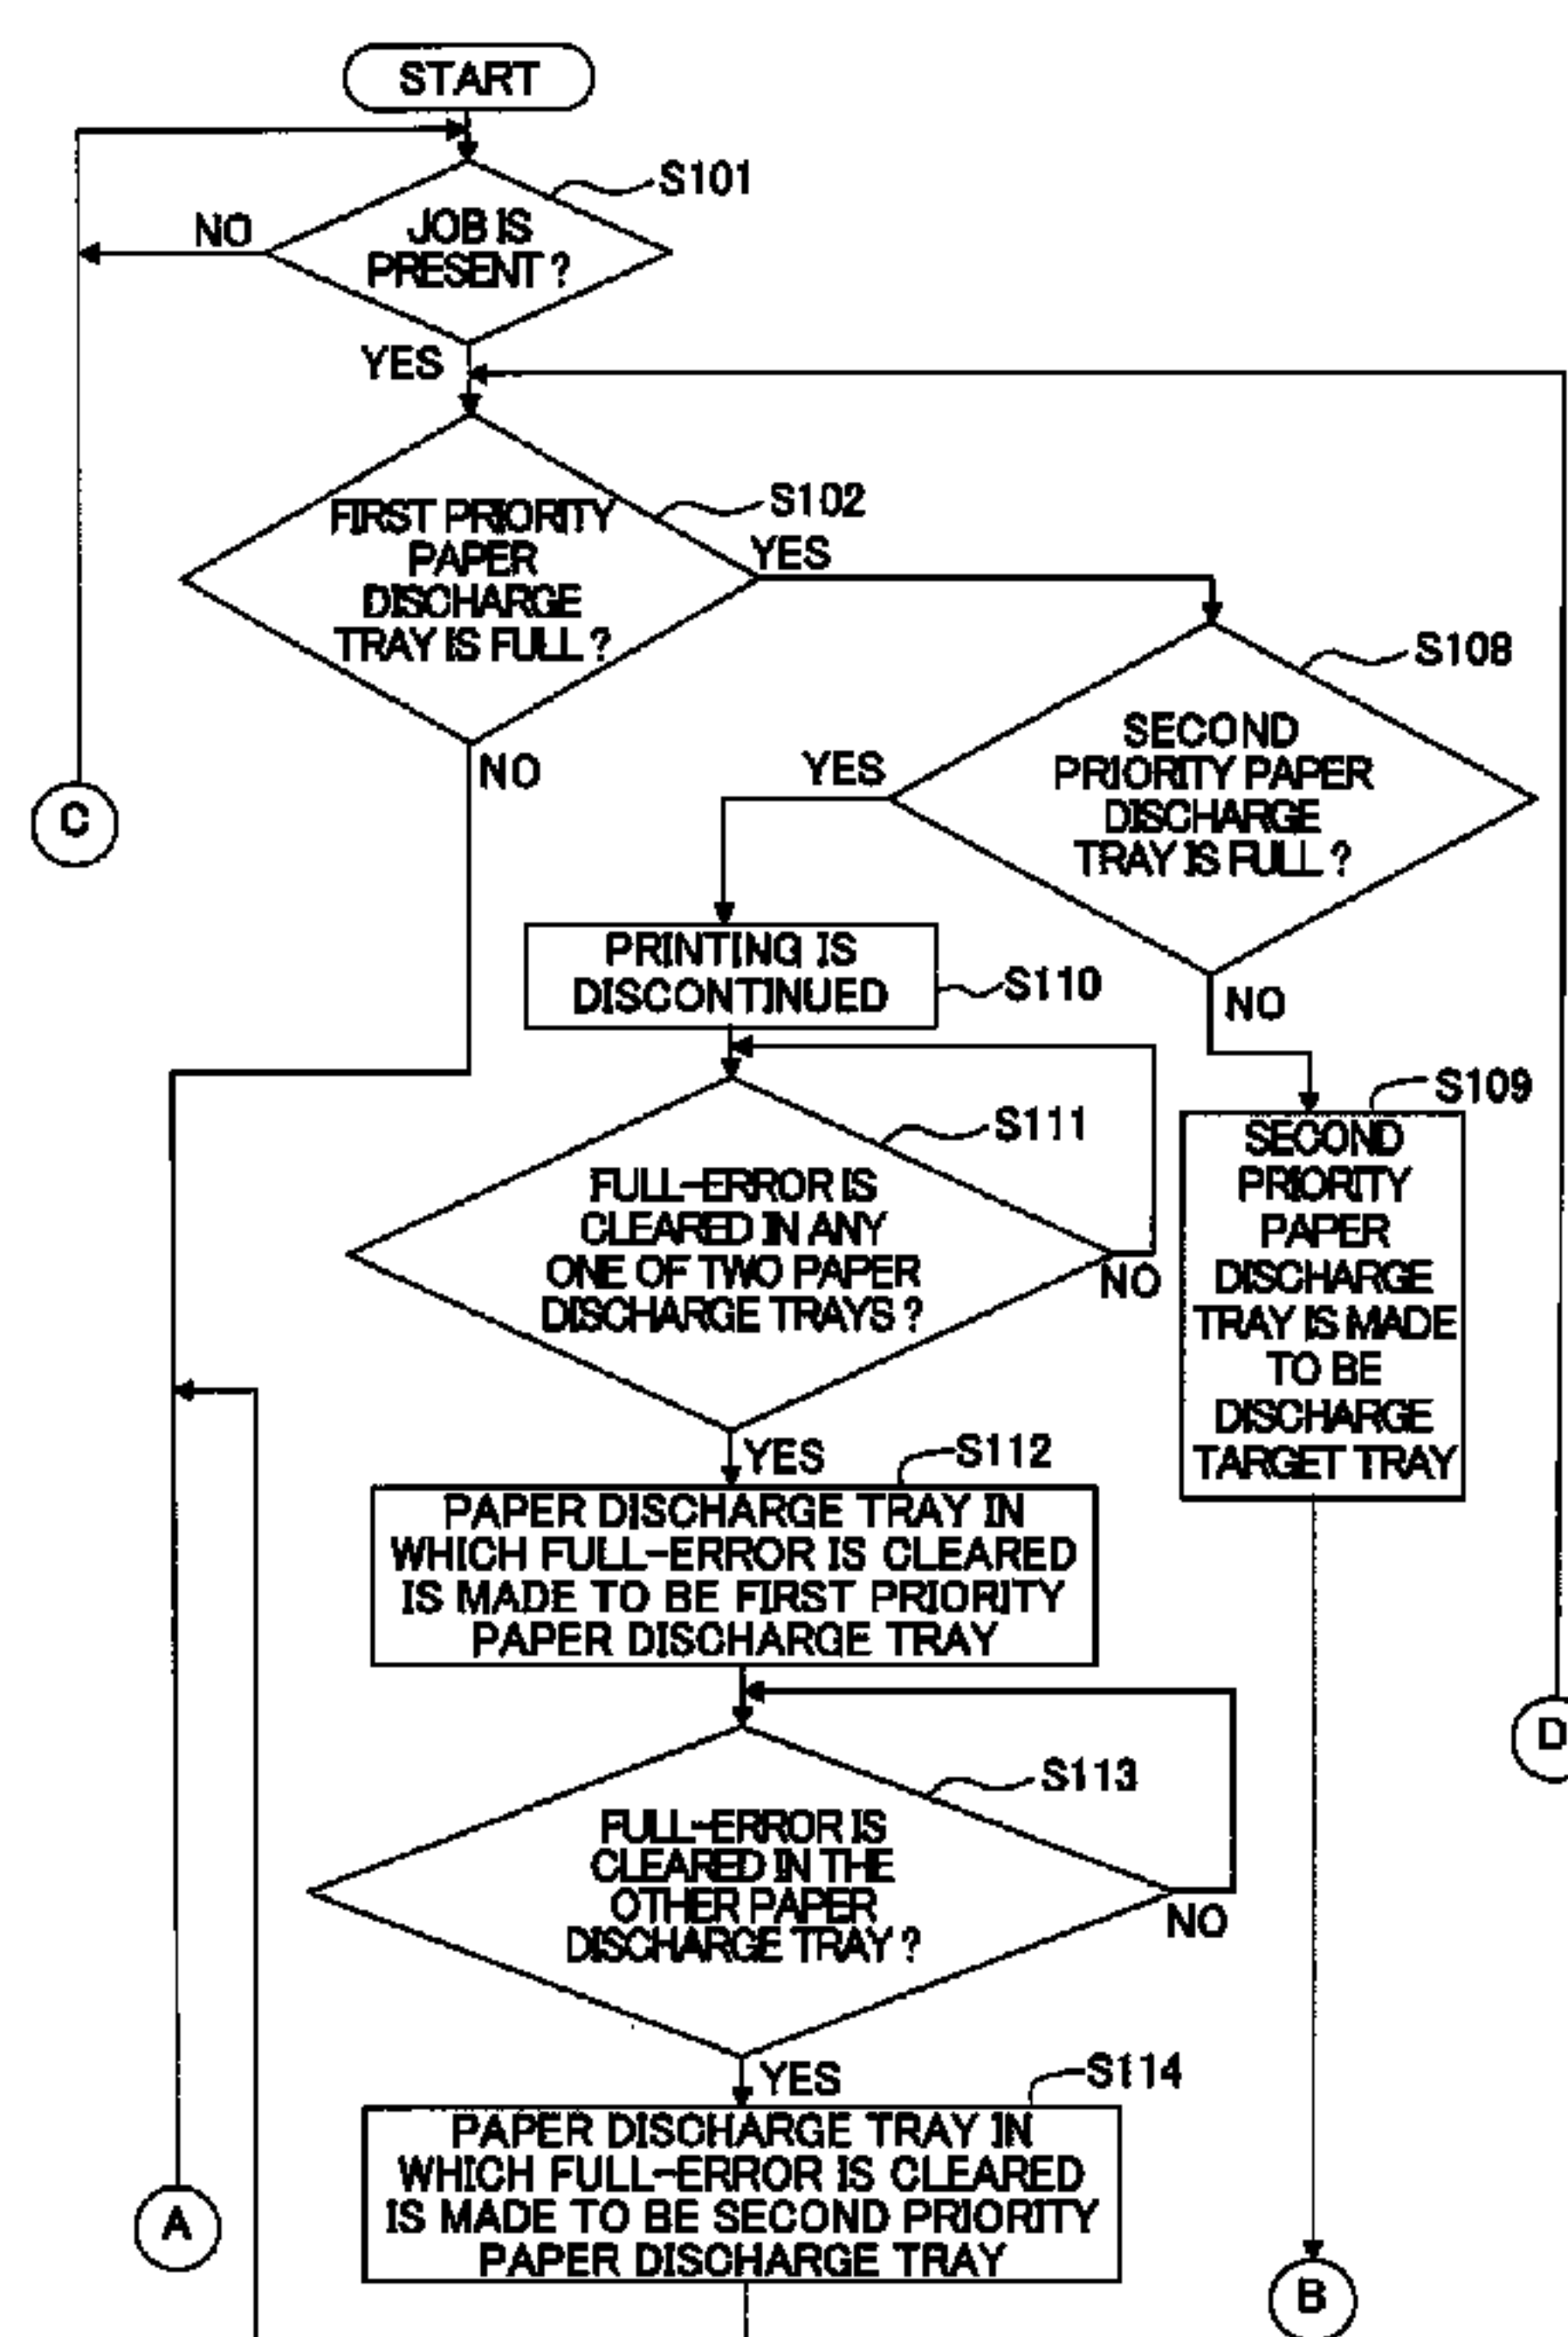 START
S101
NO
JOB IS
PRESENT ?
YES
S102
FIRST PRIORITY
PAPER
DISCHARGE
TRAY IS FULL ?
YES
NO
S108
SECOND
PRIORITY PAPER
DISCHARGE
TRAY IS FULL ?
YES
NO
C
PRINTING IS
DISCONTINUED
S110
S109
SECOND
PRIORITY
PAPER
DISCHARGE
TRAY IS MADE
TO BE
DISCHARGE
TARGET TRAY
S111
FULL-ERROR IS
CLEARED IN ANY
ONE OF TWO PAPER
DISCHARGE TRAYS ?
NO
YES
S112
PAPER DISCHARGE TRAY IN
WHICH FULL-ERROR IS CLEARED
IS MADE TO BE FIRST PRIORITY
PAPER DISCHARGE TRAY
D
S113
FULL-ERROR IS
CLEARED IN THE
OTHER PAPER
DISCHARGE TRAY ?
NO
YES
S114
PAPER DISCHARGE TRAY IN
WHICH FULL-ERROR IS CLEARED
IS MADE TO BE SECOND PRIORITY
PAPER DISCHARGE TRAY
A
B